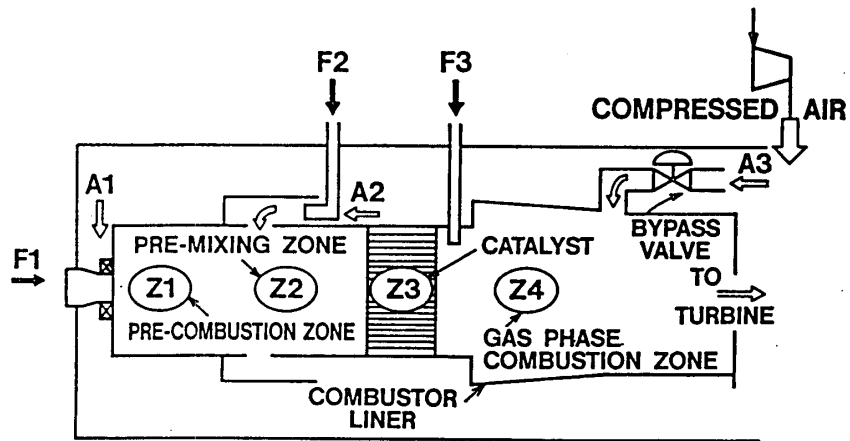 F2
F3
COMPRESSED AIR
A1
A2
A3
F1
PRE-MIXING ZONE
CATALYST
BYPASS
VALVE
Z1
Z2
Z3
Z4
TO
TURBINE
PRE-COMBUSTION ZONE
GAS PHASE
COMBUSTION ZONE
COMBUSTOR
LINER